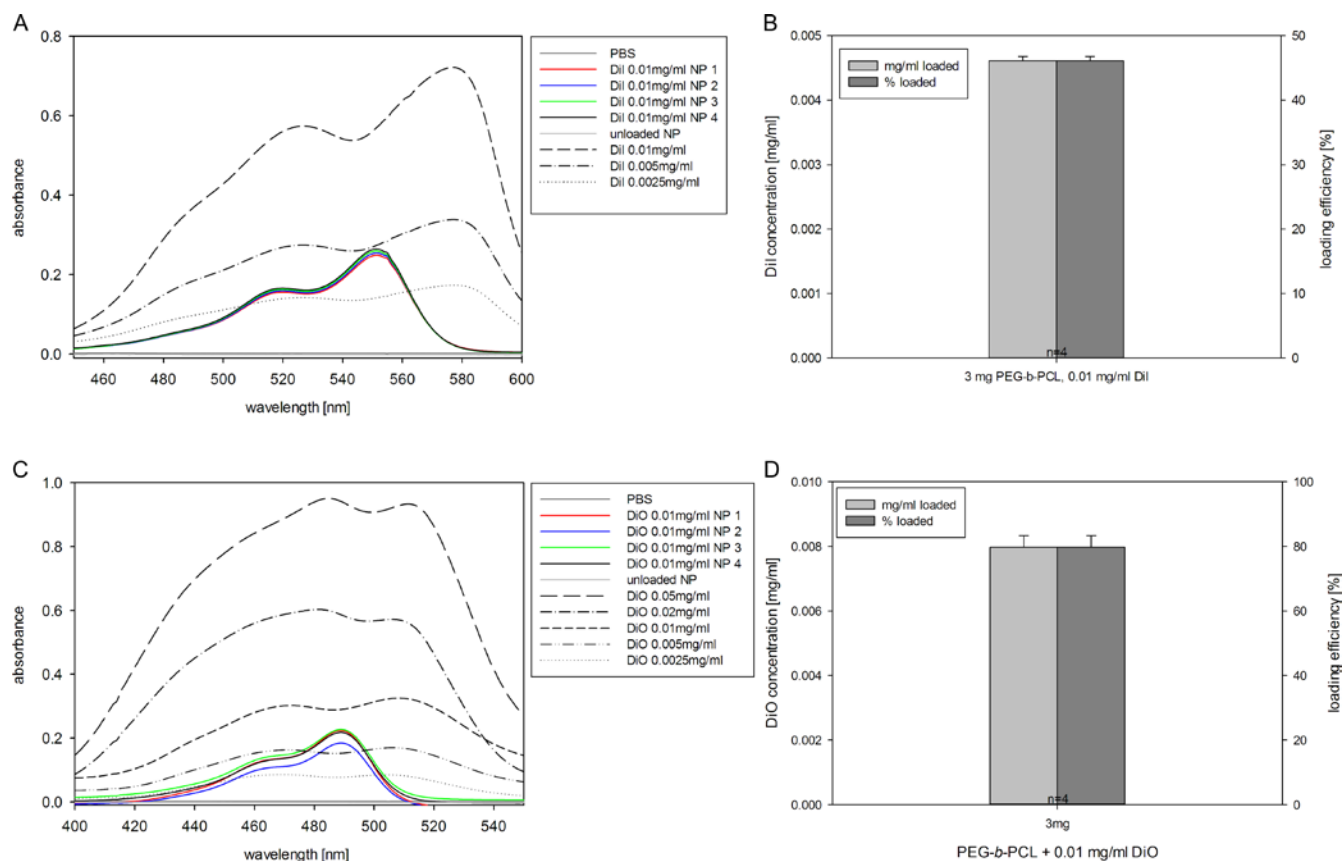 A
0.8
0.6
0.4
0.2
0.0
absorbance
460 480 500 520 540 560 580 600
wavelength [nm]
PBS
DiI 0.01mg/ml NP 1
DiI 0.01mg/ml NP 2
DiI 0.01mg/ml NP 3
DiI 0.01mg/ml NP 4
unloaded NP
DiI 0.01mg/ml
DiI 0.005mg/ml
DiI 0.0025mg/ml
B
0.005
0.004
0.003
0.002
0.001
0.000
DiI concentration [mg/ml]
mg/ml loaded
% loaded
n=4
3 mg PEG-b-PCL, 0.01 mg/ml DiI
50
40
30
20
10
0
loading efficiency [%]
C
1.0
0.8
0.6
0.4
0.2
0.0
absorbance
400 420 440 460 480 500 520 540
wavelength [nm]
PBS
DiO 0.01mg/ml NP 1
DiO 0.01mg/ml NP 2
DiO 0.01mg/ml NP 3
DiO 0.01mg/ml NP 4
unloaded NP
DiO 0.05mg/ml
DiO 0.02mg/ml
DiO 0.01mg/ml
DiO 0.005mg/ml
DiO 0.0025mg/ml
D
0.010
0.008
0.006
0.004
0.002
0.000
DiO concentration [mg/ml]
mg/ml loaded
% loaded
n=4
3mg
PEG-b-PCL + 0.01 mg/ml DiO
100
80
60
40
20
0
loading efficiency [%]